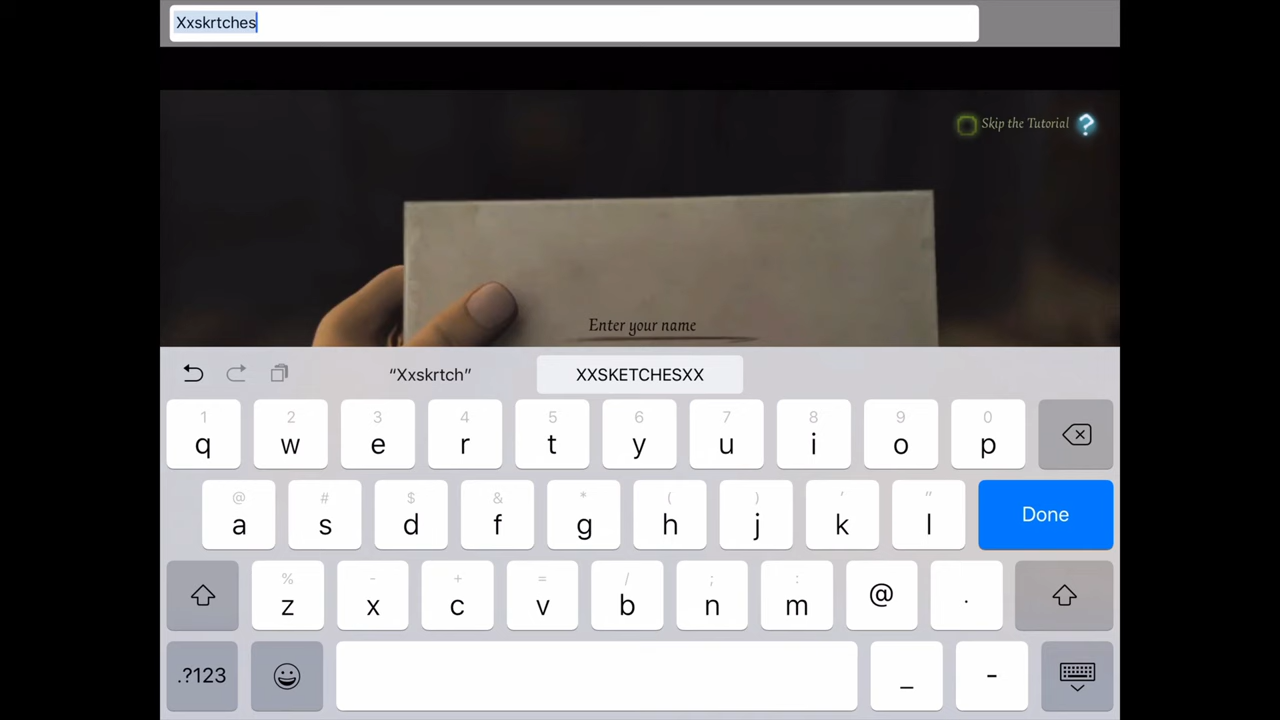 Xxskrtches
Skip the Tutorial ?
Enter your name
“Xxskrtch” XXSKETCHESXX
1 2 3 4 5 6 7 8 9 0
q w e r t y u i o p
@ # $ & * ( ) ' "
a s d f g h j k l Done
% - + = / ; :
z x c v b n m @ .
.?123 _ -